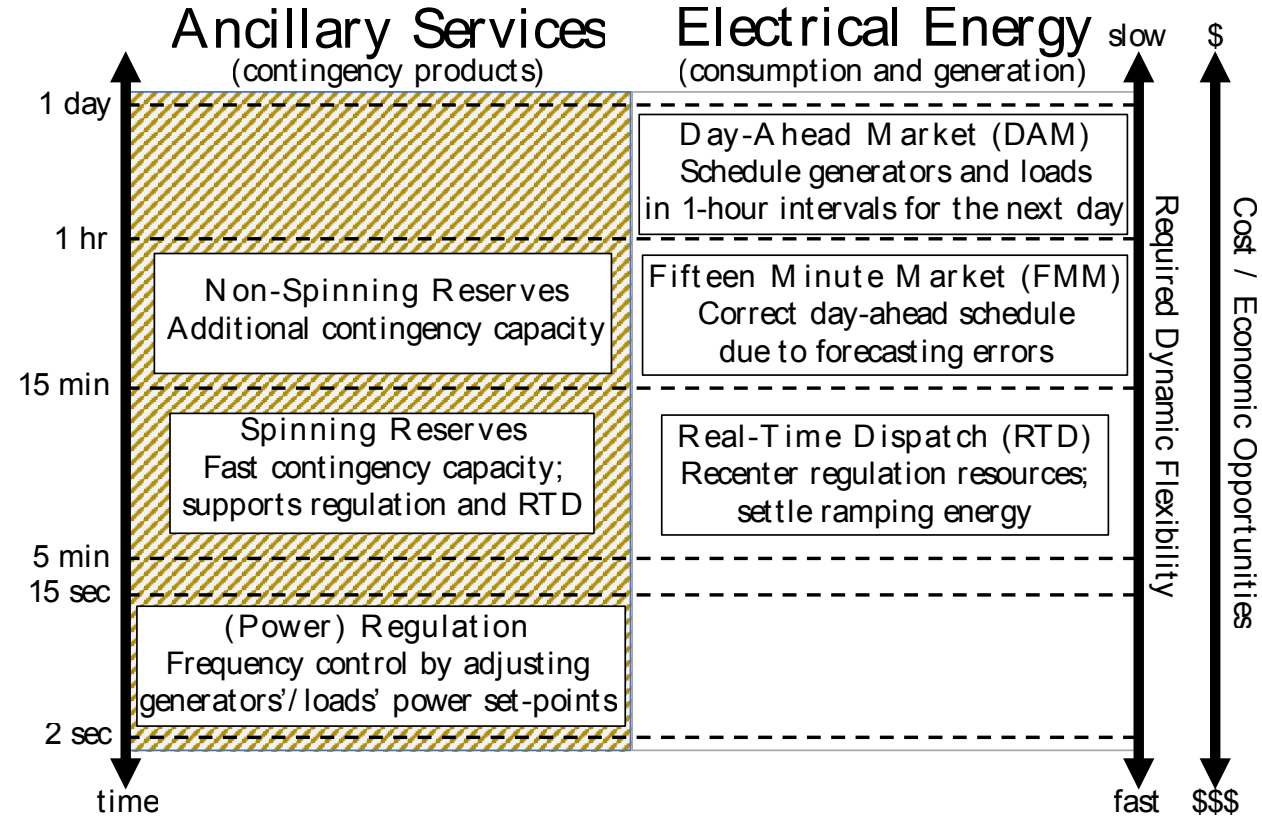 Ancillary Services
(contingency products)
Electrical Energy
(consumption and generation)
slow
$
1 day
Day-Ahead Market (DAM)
Schedule generators and loads
in 1-hour intervals for the next day
1 hr
Non-Spinning Reserves
Additional contingency capacity
Fifteen Minute Market (FMM)
Correct day-ahead schedule
due to forecasting errors
15 min
Spinning Reserves
Fast contingency capacity;
supports regulation and RTD
Real-Time Dispatch (RTD)
Recenter regulation resources;
settle ramping energy
5 min
15 sec
(Power) Regulation
Frequency control by adjusting
generators’/loads’ power set-points
2 sec
time
Required Dynamic Flexibility
Cost / Economic Opportunities
fast
$$$